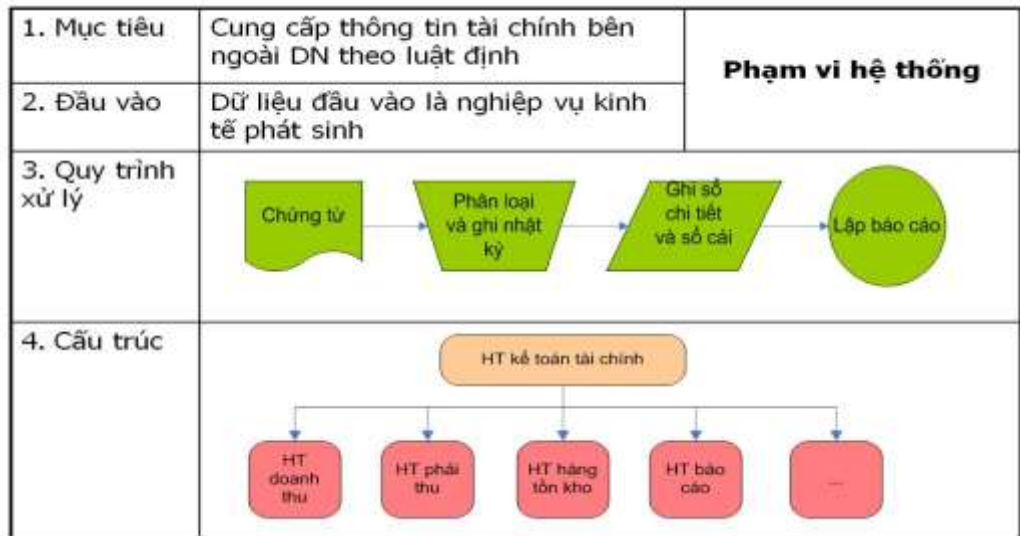 1. Mục tiêu
Cung cấp thông tin tài chính bên
ngoài DN theo luật định
Phạm vi hệ thống
2. Đầu vào
Dữ liệu đầu vào là nghiệp vụ kinh
tế phát sinh
3. Quy trình
xử lý
Chứng từ
Phân loại
và ghi nhật
ký
Ghi sổ
chi tiết
và sổ cái
Lập báo cáo
4. Cấu trúc
HT kế toán tài chính
HT
doanh
thu
HT phải
thu
HT hàng
tồn kho
HT báo
cáo
...